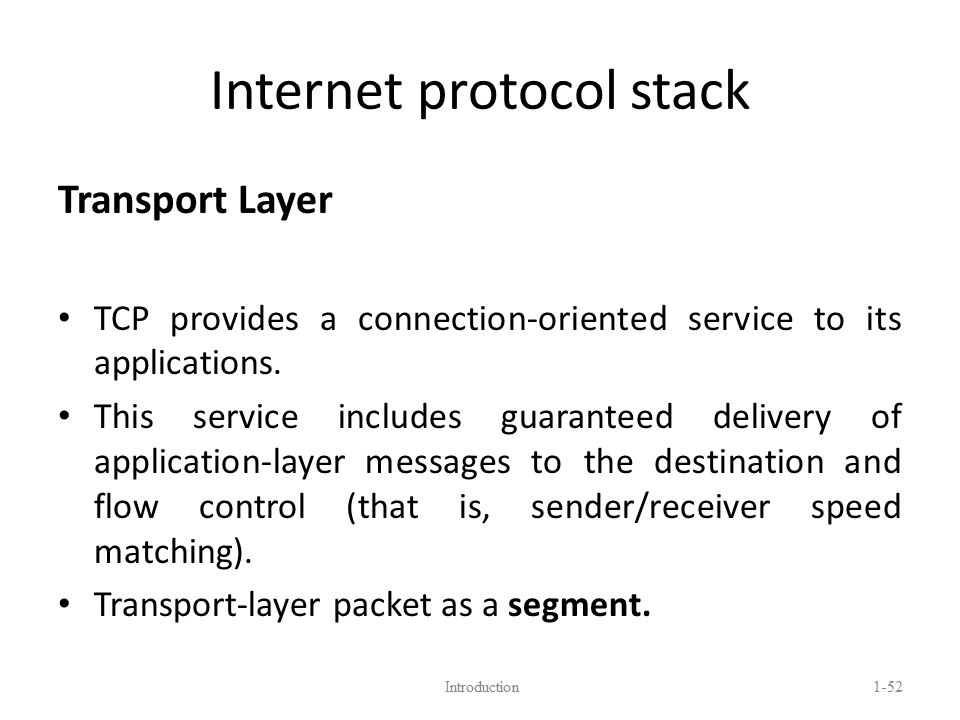 Internet protocol stack
Transport Layer
• TCP provides a connection-oriented service to its
applications.
• This service includes guaranteed delivery of
application-layer messages to the destination and
flow control (that is, sender/receiver speed
matching).
• Transport-layer packet as a segment.
Introduction
1-52